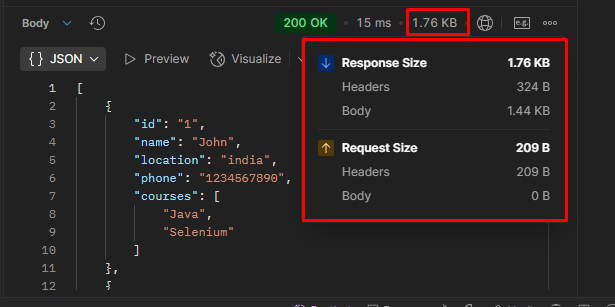 Body 200 OK 15 ms 1.76 KB e.g.
{ } JSON Preview Visualize
Response Size 1.76 KB
Headers 324 B
Body 1.44 KB
Request Size 209 B
Headers 209 B
Body 0 B
1 [
2 {
3 "id": "1",
4 "name": "John",
5 "location": "india",
6 "phone": "1234567890",
7 "courses": [
8 "Java",
9 "Selenium"
10 ]
11 },
12 {